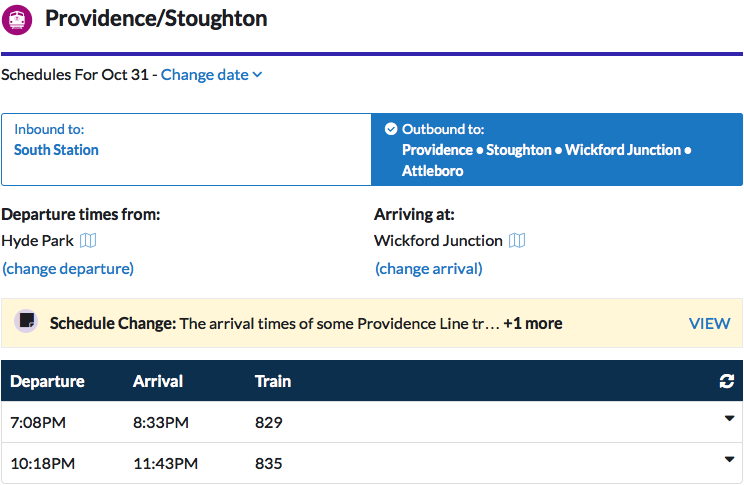 Providence/Stoughton
Schedules For Oct 31 - Change date
Inbound to:
South Station
Outbound to:
Providence • Stoughton • Wickford Junction •
Attleboro
Departure times from:
Hyde Park
(change departure)
Arriving at:
Wickford Junction
(change arrival)
Schedule Change: The arrival times of some Providence Line tr… +1 more VIEW
Departure Arrival Train
7:08PM 8:33PM 829
10:18PM 11:43PM 835